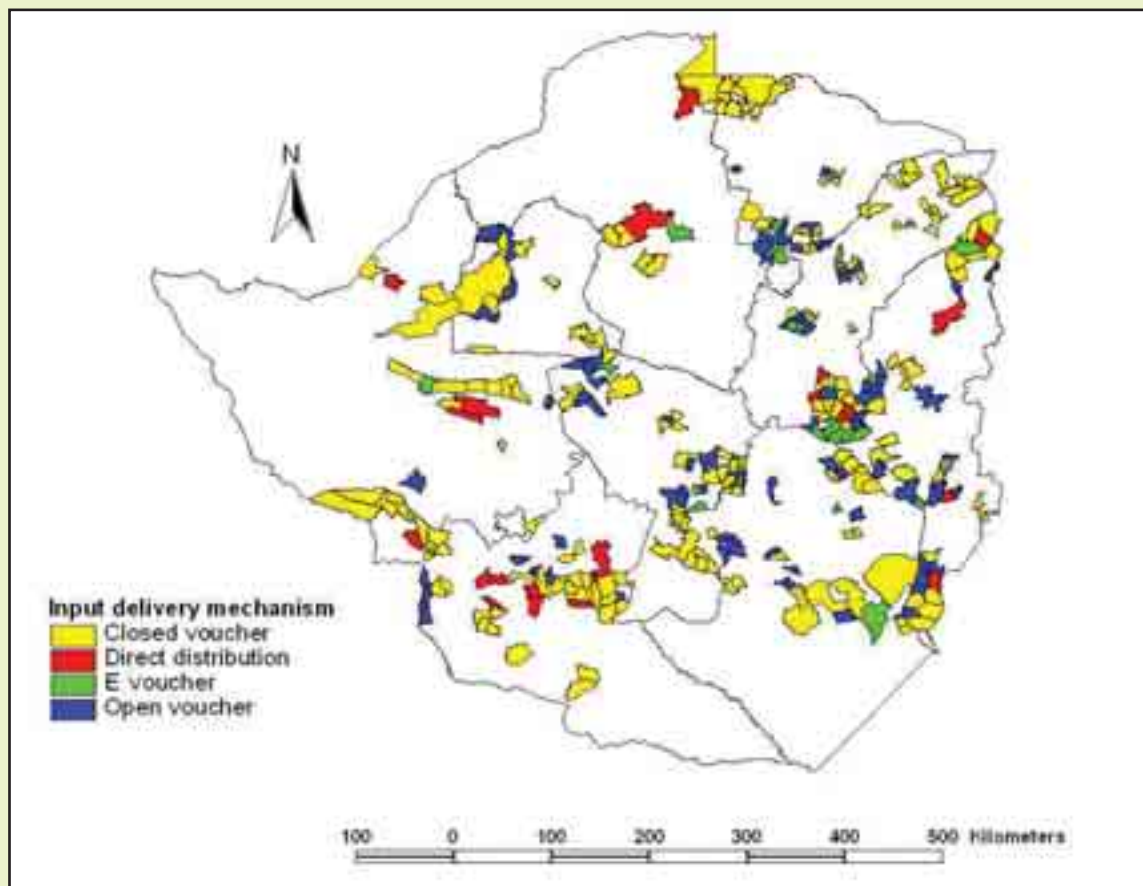 N
Input delivery mechanism
Closed voucher
Direct distribution
E voucher
Open voucher
100 0 100 200 300 400 500 Kilometers